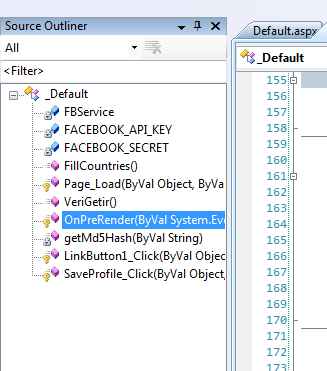 Source Outliner
All
<Filter>
_Default
FBService
FACEBOOK_API_KEY
FACEBOOK_SECRET
FillCountries()
Page_Load(ByVal Object, ByVa
VeriGetir()
OnPreRender(ByVal System.Eve
getMd5Hash(ByVal String)
LinkButton1_Click(ByVal Objec
SaveProfile_Click(ByVal Object,
Default.aspx
_Default
155
156
157
158
159
160
161
162
163
164
165
166
167
168
169
170
171
172
173